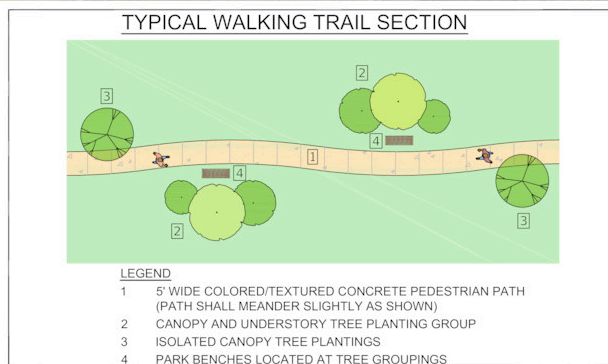 TYPICAL WALKING TRAIL SECTION
3
2
4
1
4
2
3
LEGEND
1 5' WIDE COLORED/TEXTURED CONCRETE PEDESTRIAN PATH
(PATH SHALL MEANDER SLIGHTLY AS SHOWN)
2 CANOPY AND UNDERSTORY TREE PLANTING GROUP
3 ISOLATED CANOPY TREE PLANTINGS
4 PARK BENCHES LOCATED AT TREE GROUPINGS